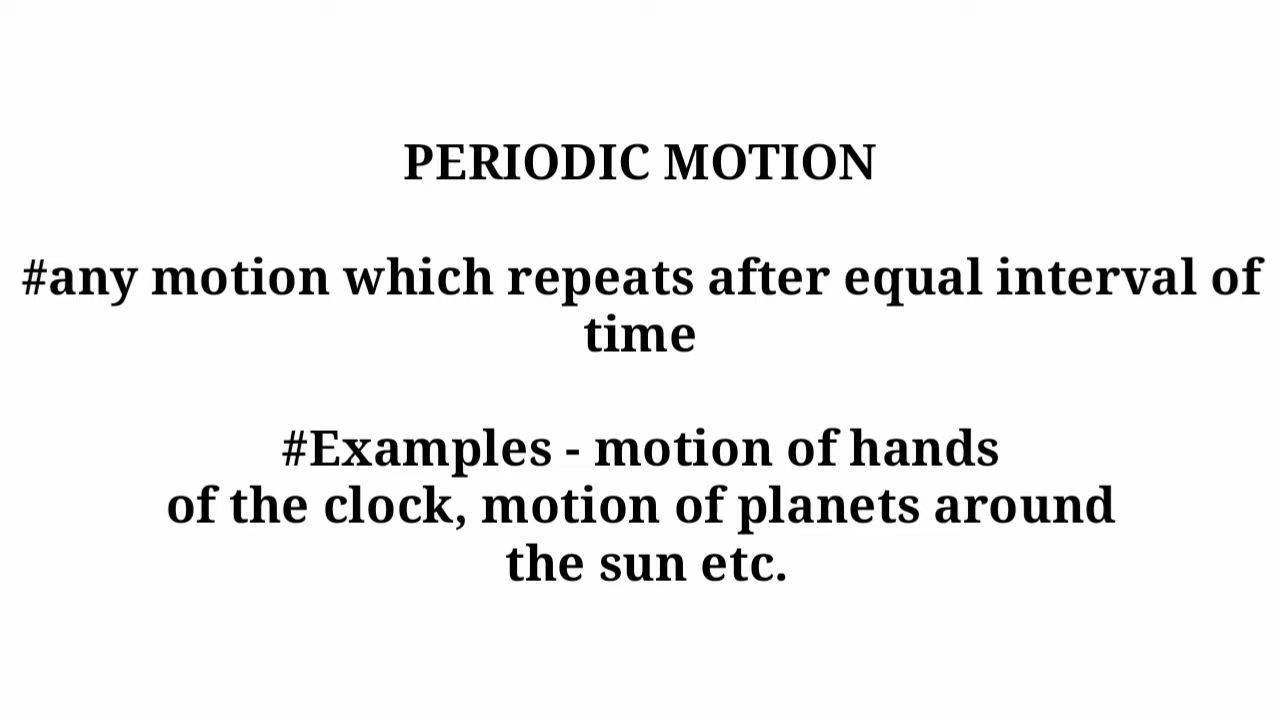 PERIODIC MOTION
#any motion which repeats after equal interval of
time
#Examples - motion of hands
of the clock, motion of planets around
the sun etc.